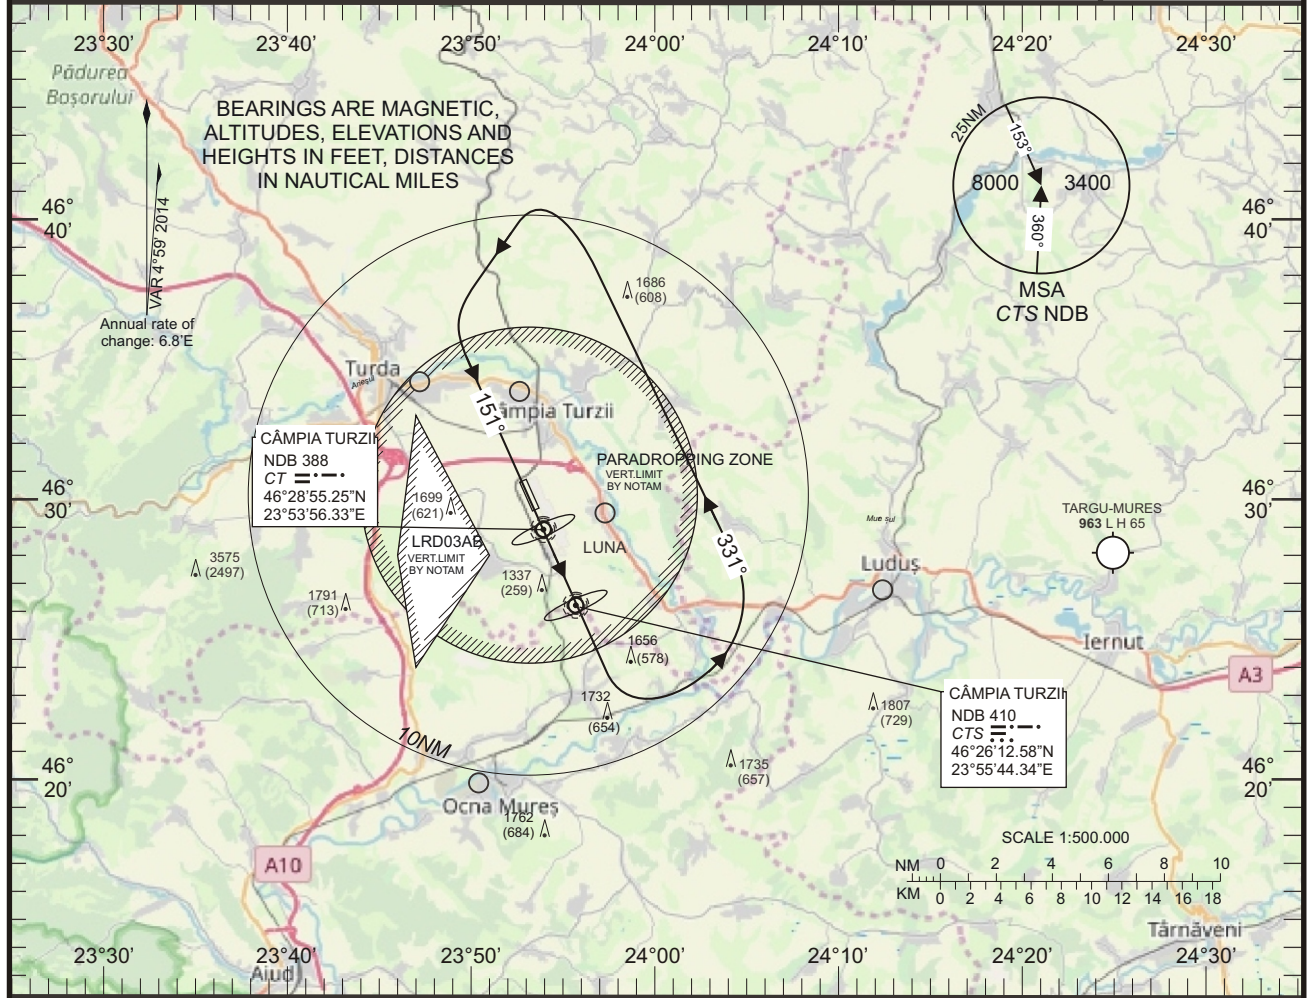 23°30' 23°40' 23°50' 24°00' 24°10' 24°20' 24°30'
Pădurea
Boșorului
BEARINGS ARE MAGNETIC,
ALTITUDES, ELEVATIONS AND
HEIGHTS IN FEET, DISTANCES
IN NAUTICAL MILES
25NM
153°
8000 3400
360°
MSA
CTS NDB
46°
40'
46°
40'
VAR 4°59' 2014
Annual rate of
change: 6.8'E
1686
(608)
Turda
Arieșul
151°
âmpia Turzii
CÂMPIA TURZII
NDB 388
CT
46°28'55.25"N
23°53'56.33"E
PARADROPPING ZONE
VERT.LIMIT
BY NOTAM
46°
30'
46°
30'
1699
(621)
LRD03AB
VERT.LIMIT
BY NOTAM
LUNA
331°
TARGU-MURES
963 L H 65
3575
(2497)
1791
(713)
1337
(259)
Luduș
Iernut
A3
1656
(578)
1732
(654)
1807
(729)
CÂMPIA TURZII
NDB 410
CTS
46°26'12.58"N
23°55'44.34"E
10NM
1735
(657)
46°
20'
46°
20'
Ocna Mureș
1762
(684)
A10
SCALE 1:500.000
NM 0 2 4 6 8 10
KM 0 2 4 6 8 10 12 14 16 18
Târnăveni
23°30' 23°40' 23°50' 24°00' 24°10' 24°20' 24°30'
Aiud